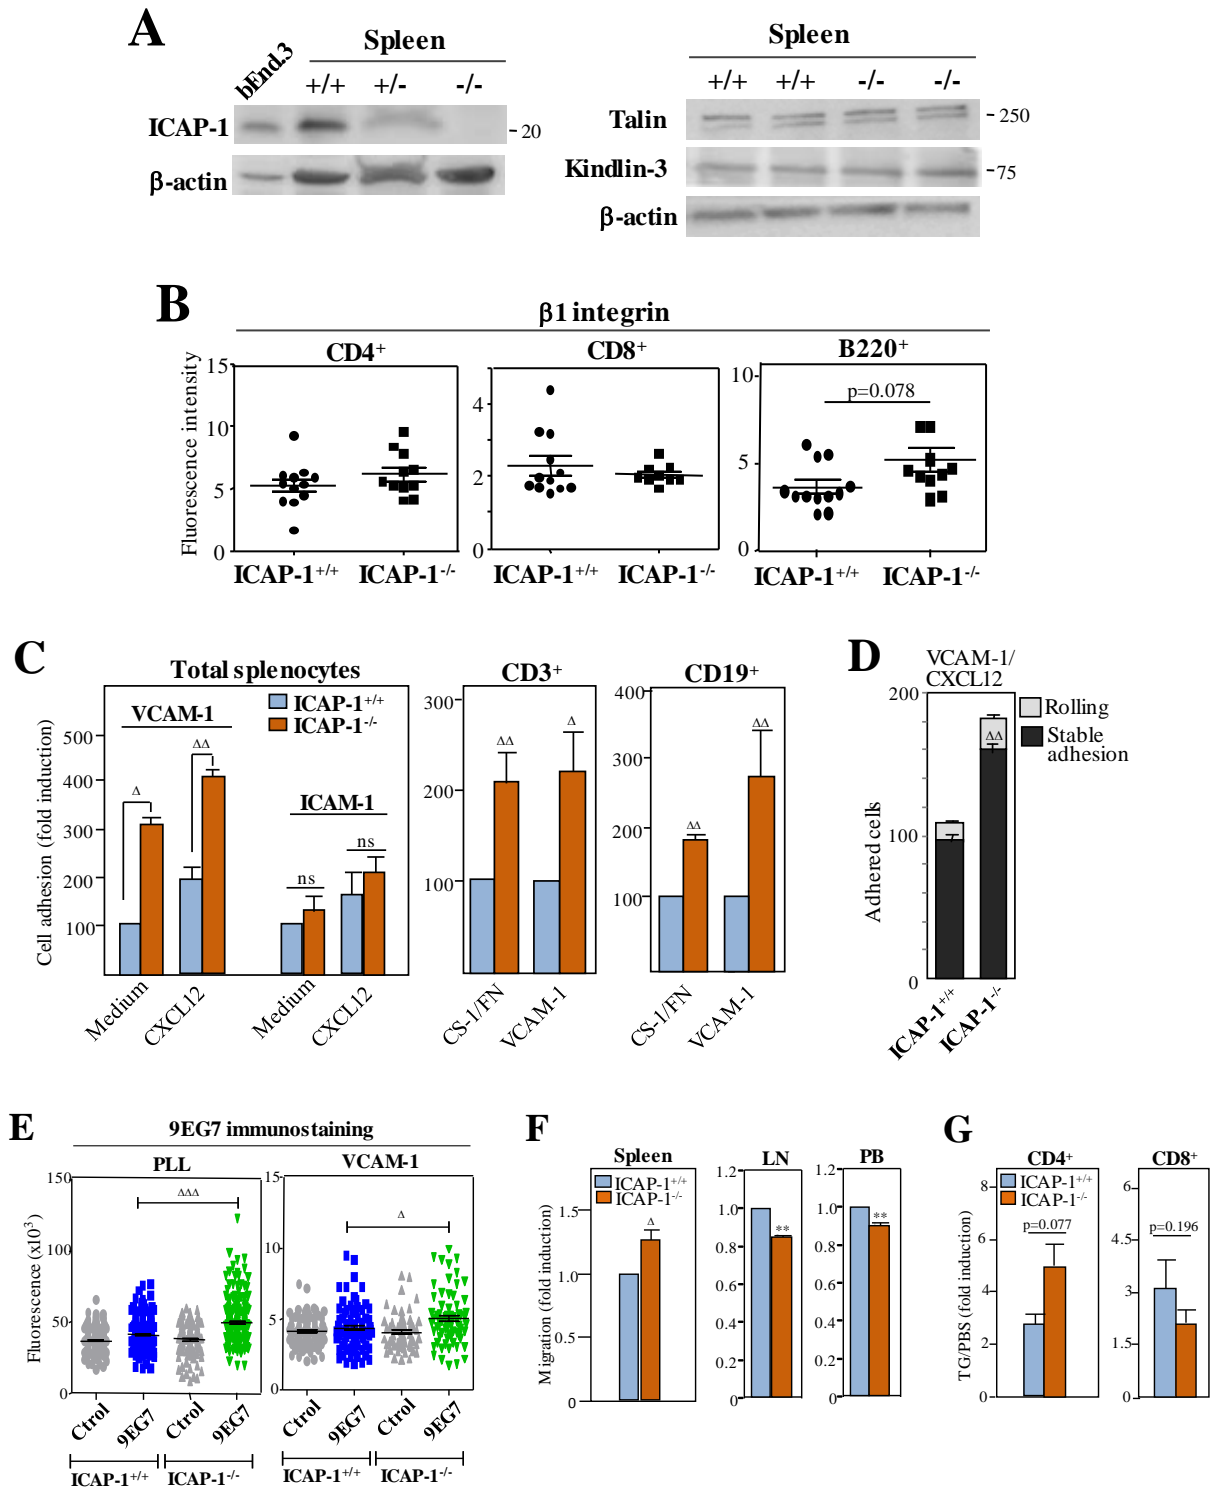 A
bEnd.3
Spleen
+/+ +/- -/-
ICAP-1
- 20
β-actin
Spleen
+/+ +/+ -/- -/-
Talin
- 250
Kindlin-3
-75
β-actin
B
β1 integrin
CD4+
CD8+
B220+
Fluorescence intensity
15
10
5
0
4
2
0
10
5
0
p=0.078
ICAP-1+/+ ICAP-1-/-
ICAP-1+/+ ICAP-1-/-
ICAP-1+/+ ICAP-1-/-
C
Total splenocytes
ICAP-1+/+
ICAP-1-/-
VCAM-1
ICAM-1
Cell adhesion (fold induction)
500
400
300
200
100
Δ
ΔΔ
ns
ns
Medium
CXCL12
Medium
CXCL12
CD3+
300
200
100
ΔΔ
Δ
CS-1/FN
VCAM-1
CD19+
400
300
200
100
ΔΔ
ΔΔ
CS-1/FN
VCAM-1
D
VCAM-1/
CXCL12
Adhered cells
200
100
0
ΔΔ
Rolling
Stable
adhesion
ICAP-1+/+
ICAP-1-/-
E
9EG7 immunostaining
PLL
VCAM-1
Fluorescence (x10³)
150
100
50
0
ΔΔΔ
15
10
5
0
Δ
Ctrol
9EG7
Ctrol
9EG7
Ctrol
9EG7
Ctrol
9EG7
ICAP-1+/+ ICAP-1-/-
ICAP-1+/+ ICAP-1-/-
F
Spleen
ICAP-1+/+
ICAP-1-/-
Migration (fold induction)
1.5
1.0
0.5
0
Δ
LN
1.2
1.0
0.8
0.6
0.4
0.2
0
**
PB
1.2
1.0
0.8
0.6
0.4
0.2
0
**
G
CD4+
ICAP-1+/+
ICAP-1-/-
TG/PBS (fold induction)
8
6
4
2
0
p=0.077
CD8+
6
4.5
3
1.5
0
p=0.196